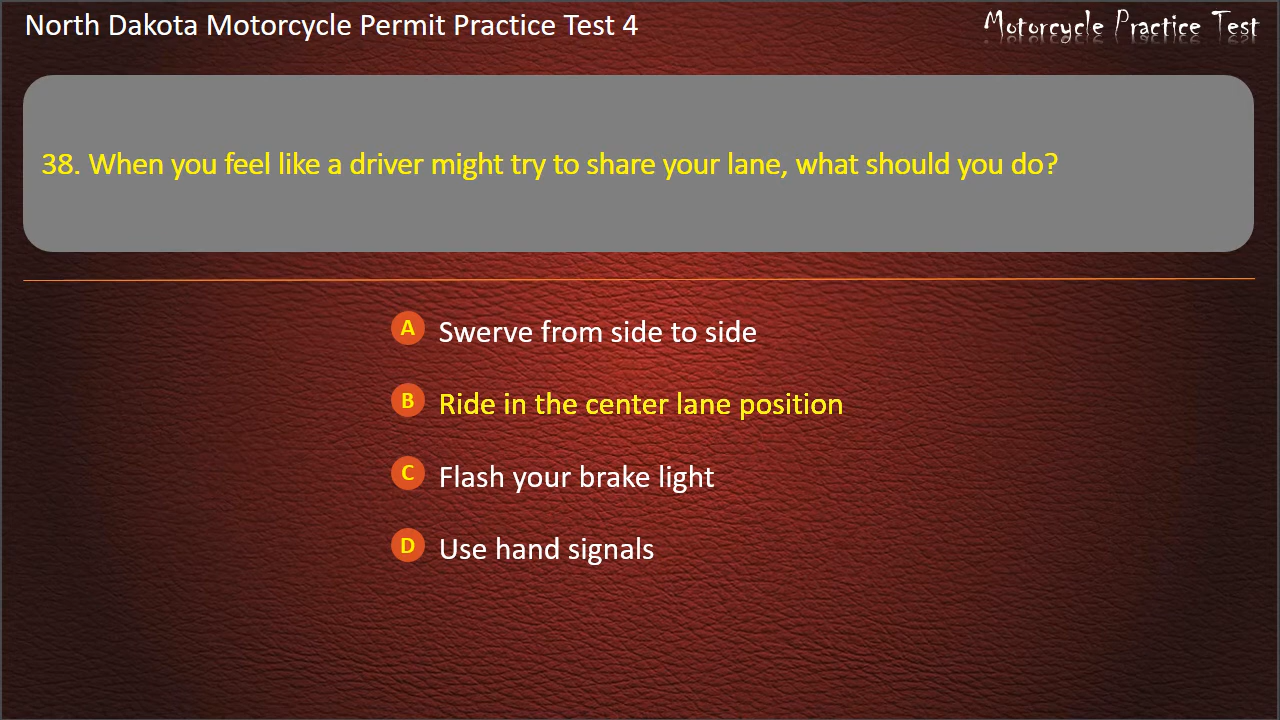 North Dakota Motorcycle Permit Practice Test 4
Motorcycle Practice Test
38. When you feel like a driver might try to share your lane, what should you do?
A Swerve from side to side
B Ride in the center lane position
C Flash your brake light
D Use hand signals